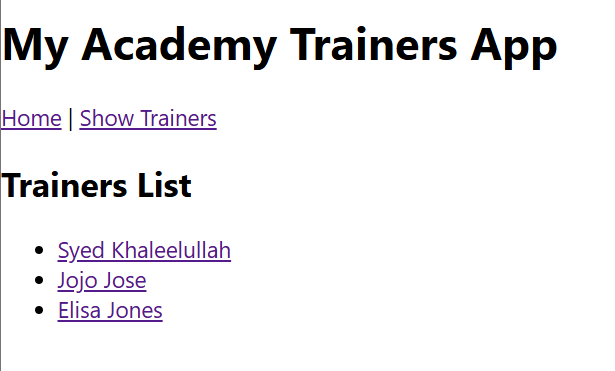 My Academy Trainers App
Home | Show Trainers
Trainers List
Syed Khaleelullah
Jojo Jose
Elisa Jones